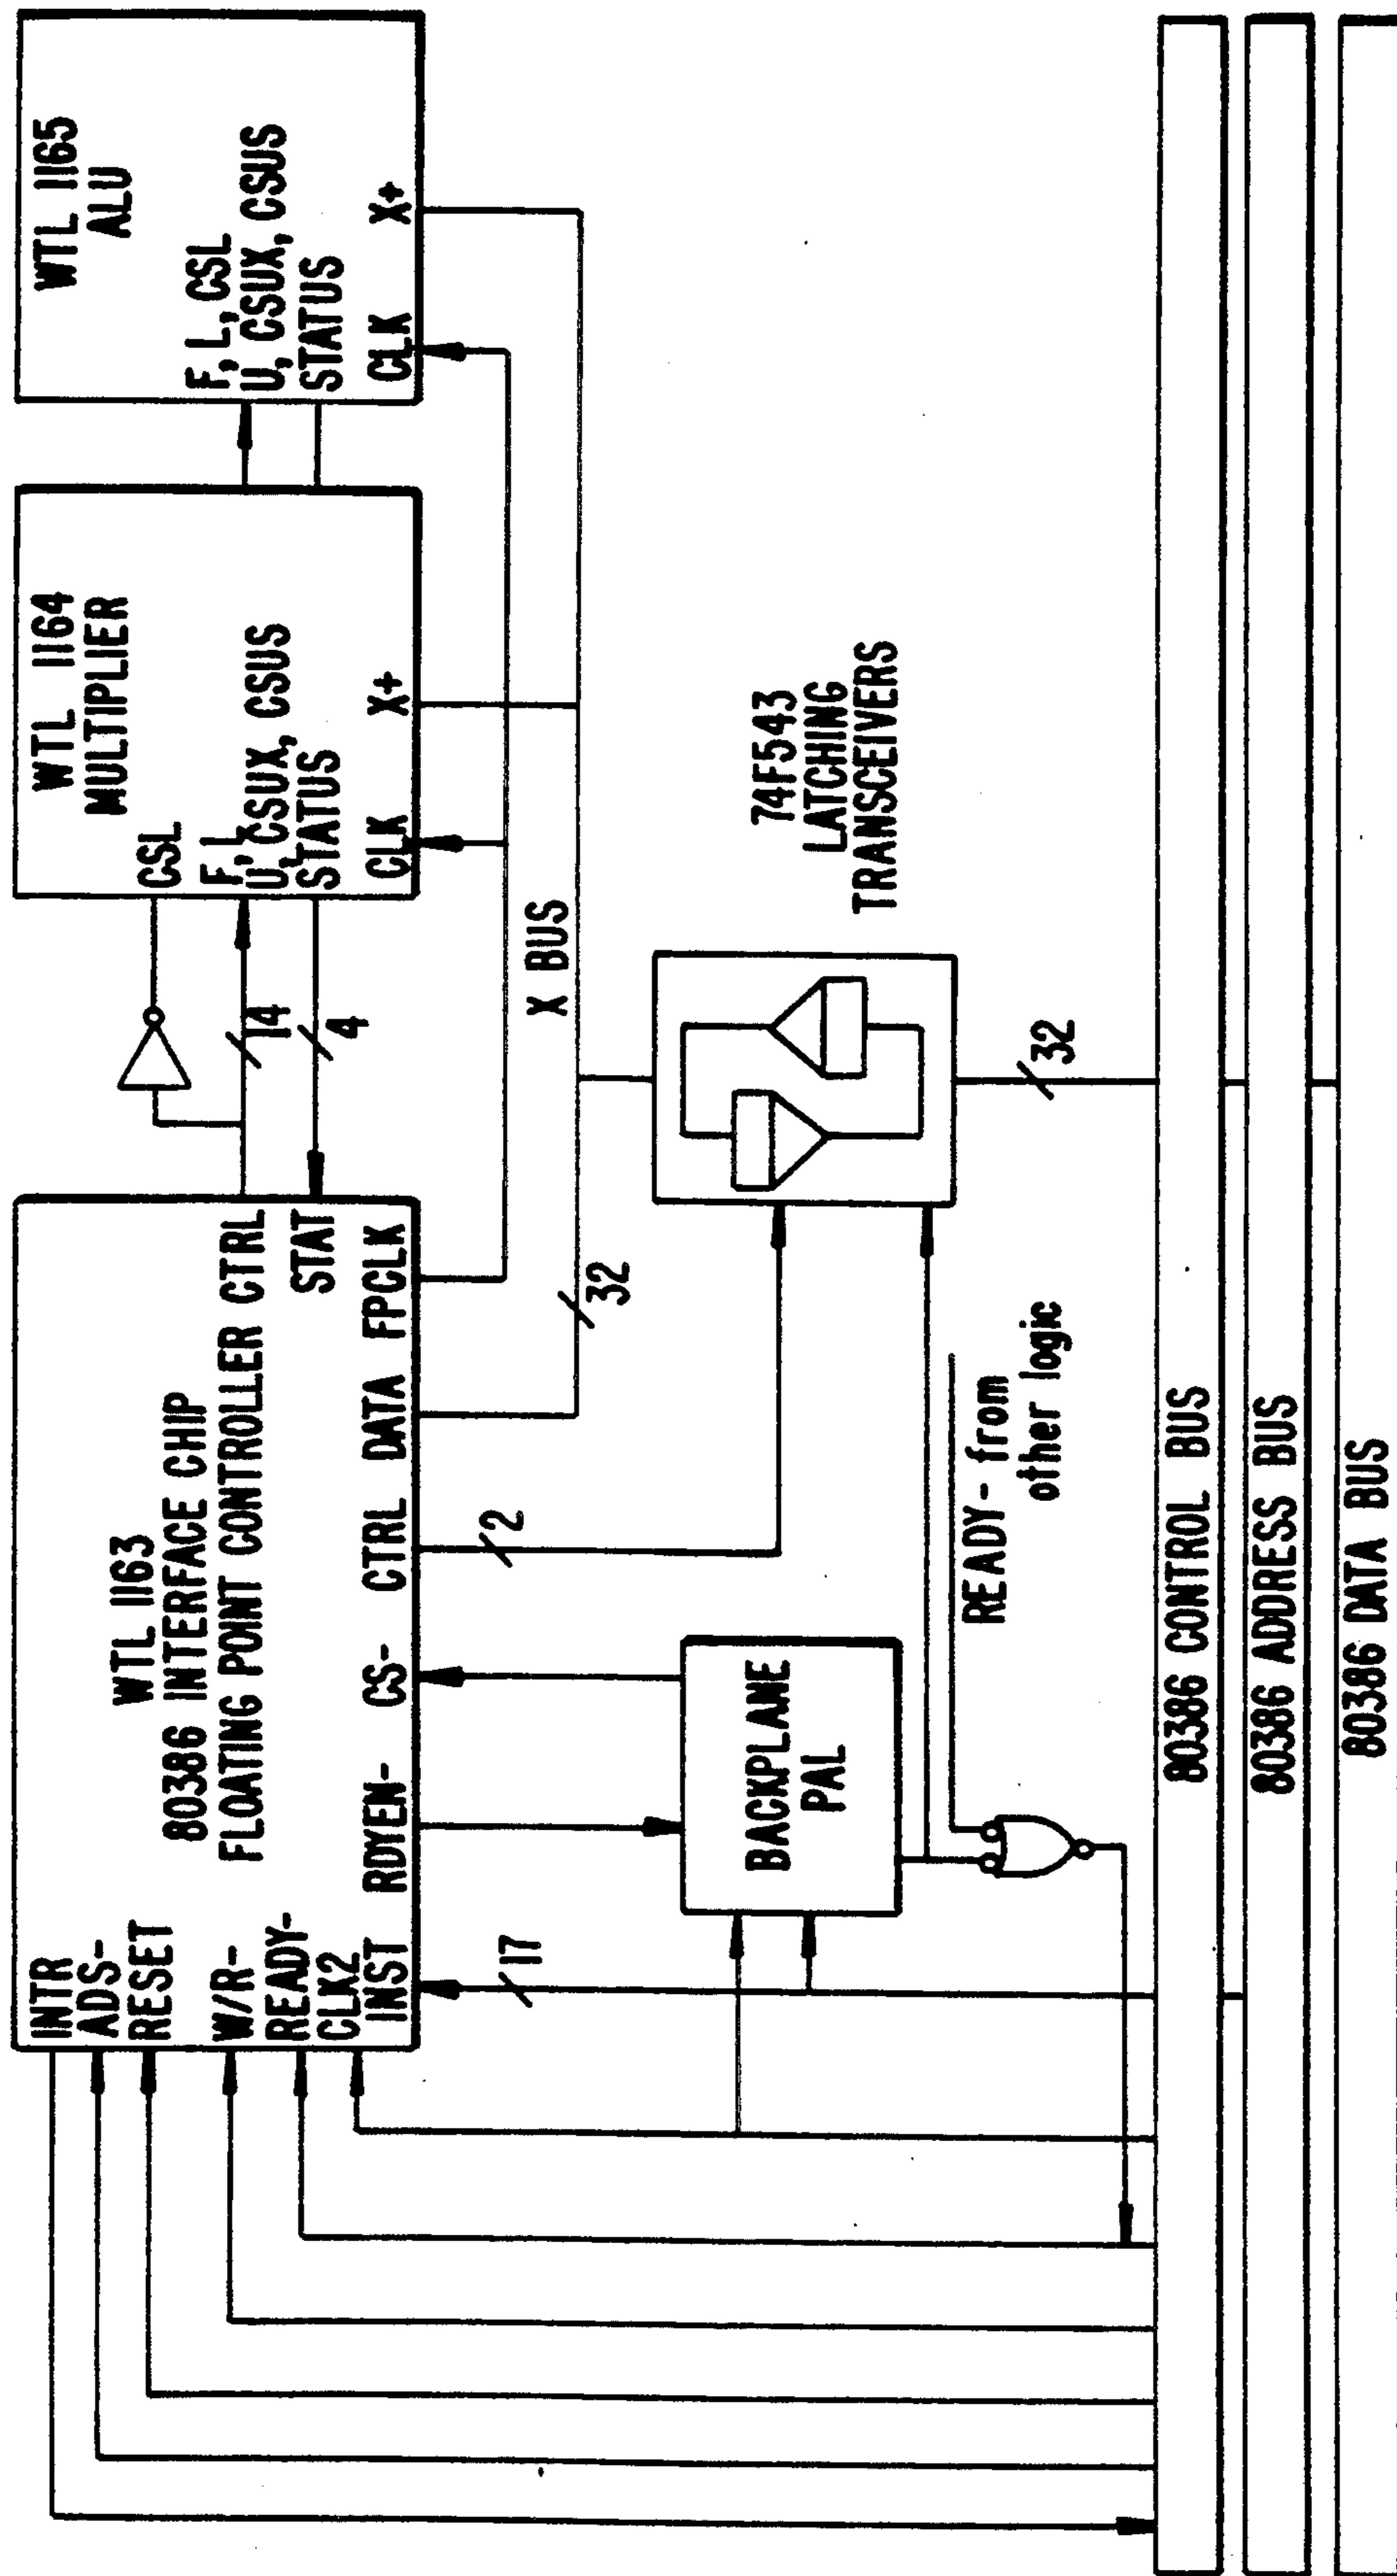 WTL 1163
80386 INTERFACE CHIP
FLOATING POINT CONTROLLER CTRL
STAT
INTR
ADS-
RESET
W/R-
READY-
CLK2
INST
RDYEN-
CS-
CTRL
DATA
FPCLK
14
4
WTL 1164
MULTIPLIER
CSL
F, L
U, CSUX, CSUS
STATUS
CLK
X+
WTL 1165
ALU
F, L, CSL
U, CSUX, CSUS
STATUS
CLK
X+
17
2
32
X BUS
BACKPLANE
PAL
READY- from
other logic
74F543
LATCHING
TRANSCEIVERS
32
80386 CONTROL BUS
80386 ADDRESS BUS
80386 DATA BUS